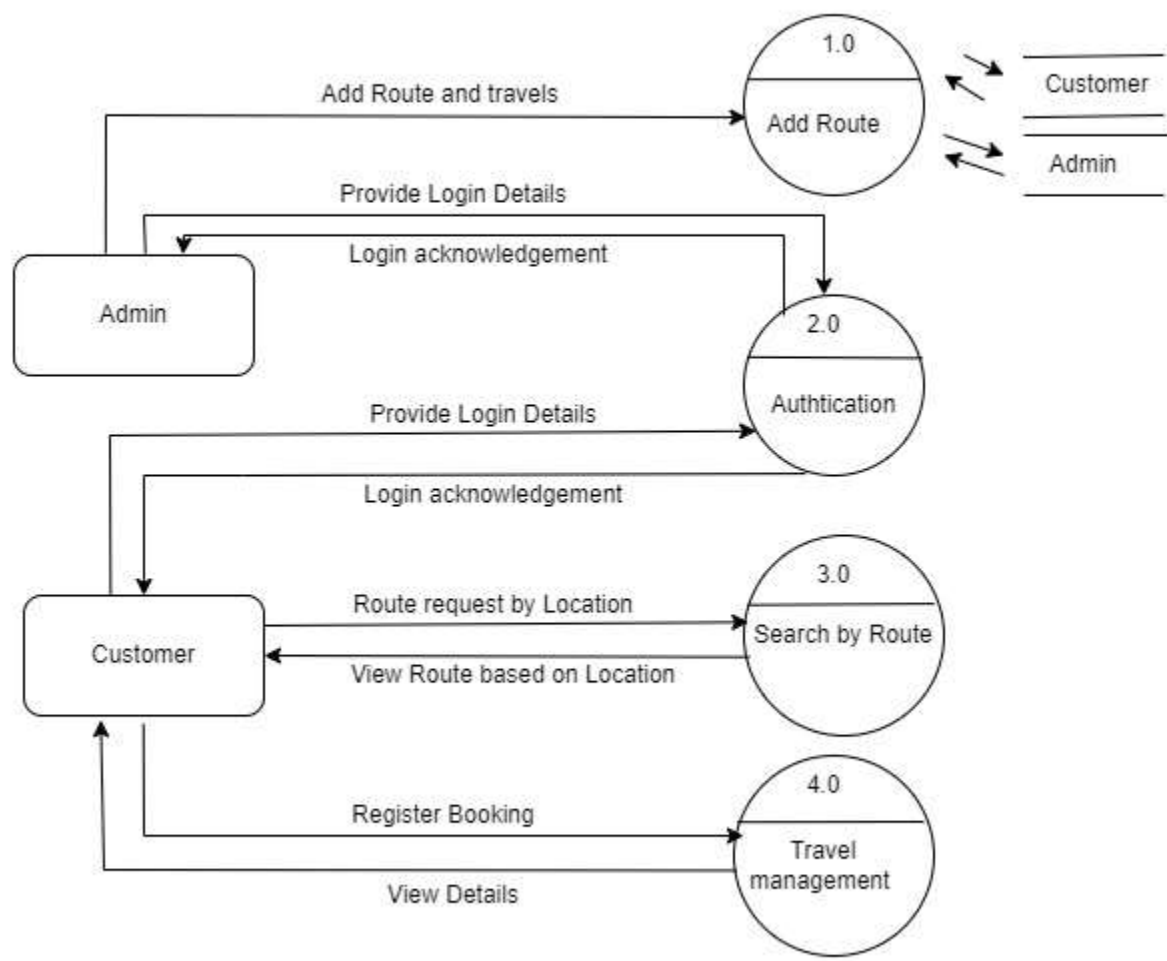 1.0
Customer
Add Route and travels
Add Route
Admin
Provide Login Details
Login acknowledgement
Admin
2.0
Authtication
Provide Login Details
Login acknowledgement
3.0
Route request by Location
Search by Route
Customer
View Route based on Location
4.0
Register Booking
Travel
management
View Details